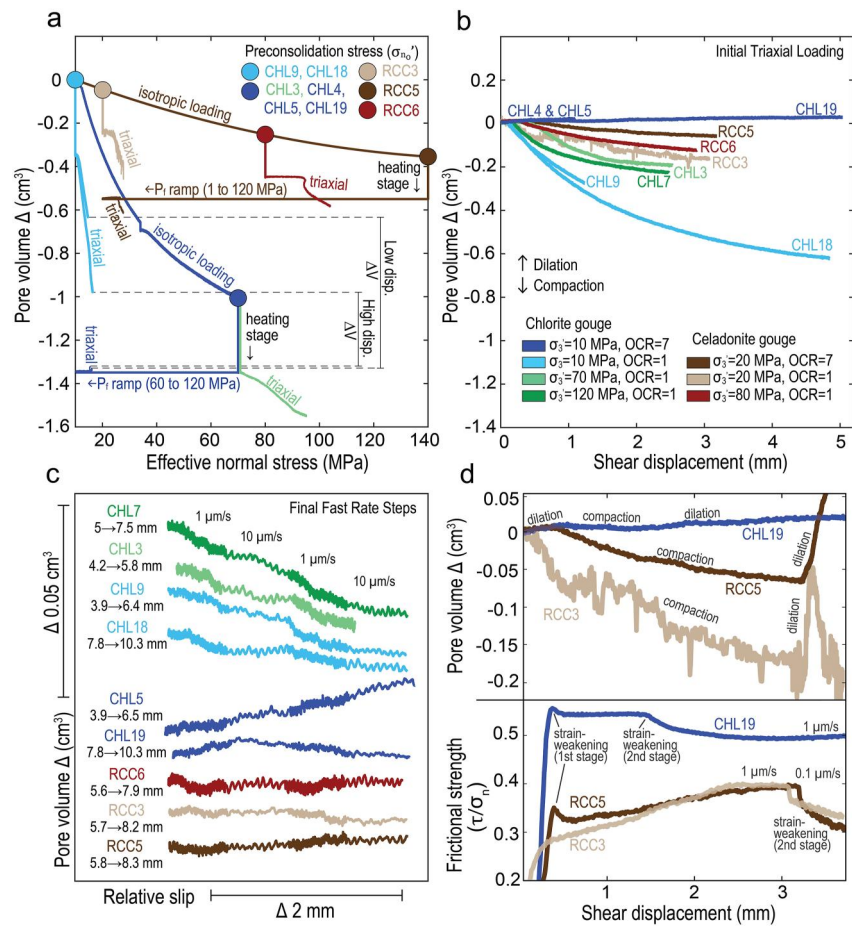 a
Preconsolidation stress (σn₀')
CHL9, CHL18
RCC3
CHL3, CHL4,
RCC5
CHL5, CHL19
RCC6
isotropic loading
triaxial
heating
stage ↓
triaxial
←Pf ramp (1 to 120 MPa)
triaxial
triaxial
isotropic loading
Low disp.
ΔV
High disp.
ΔV
heating
stage
↓
triaxial
←Pf ramp (60 to 120 MPa)
triaxial
0
-0.2
-0.4
-0.6
-0.8
-1
-1.2
-1.4
-1.6
Pore volume Δ (cm³)
20 40 60 80 100 120 140
Effective normal stress (MPa)
b
Initial Triaxial Loading
0.4
0.2
0
-0.2
-0.4
-0.6
-0.8
-1
-1.2
-1.4
-1.6
Pore volume Δ (cm³)
CHL4 & CHL5
CHL19
RCC5
RCC6
RCC3
CHL9
CHL3
CHL7
CHL18
↑ Dilation
↓ Compaction
Chlorite gouge
σ₃'=10 MPa, OCR=7
σ₃'=10 MPa, OCR=1
σ₃'=70 MPa, OCR=1
σ₃'=120 MPa, OCR=1
Celadonite gouge
σ₃'=20 MPa, OCR=7
σ₃'=20 MPa, OCR=1
σ₃'=80 MPa, OCR=1
0 1 2 3 4 5
Shear displacement (mm)
c
Final Fast Rate Steps
CHL7
5→7.5 mm
1 µm/s
10 µm/s
1 µm/s
10 µm/s
CHL3
4.2→5.8 mm
CHL9
3.9→6.4 mm
CHL18
7.8→10.3 mm
CHL5
3.9→6.5 mm
CHL19
7.8→10.3 mm
RCC6
5.6→7.9 mm
RCC3
5.7→8.2 mm
RCC5
5.8→8.3 mm
Δ 0.05 cm³
Pore volume Δ (cm³)
Relative slip
Δ 2 mm
d
0.05
0
-0.05
-0.1
-0.15
-0.2
Pore volume Δ (cm³)
dilation
compaction
dilation
CHL19
compaction
dilation
RCC5
RCC3
compaction
dilation
0.5
0.4
0.3
0.2
Frictional strength
(τ/σn)
CHL19
1 µm/s
strain-
weakening
(1st stage)
strain-
weakening
(2nd stage)
1 µm/s
0.1 µm/s
RCC5
RCC3
strain-
weakening
(2nd stage)
1 2 3
Shear displacement (mm)